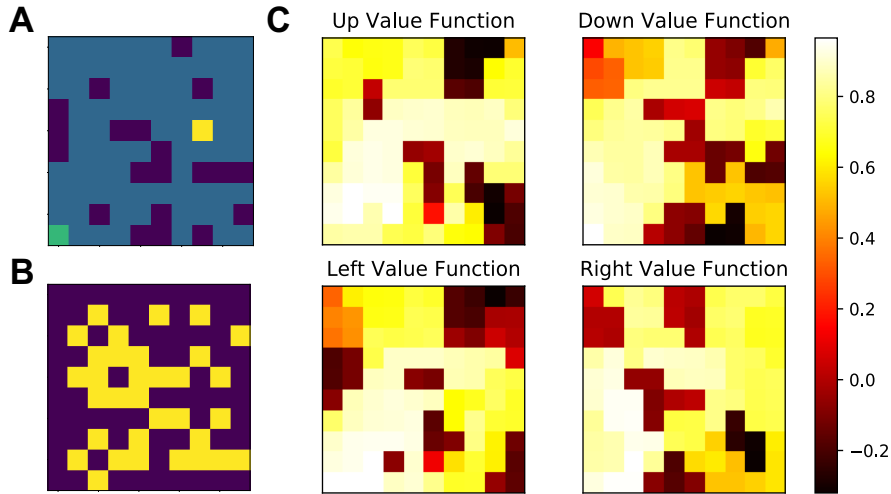 A
C
Up Value Function
Down Value Function
B
Left Value Function
Right Value Function
0.8
0.6
0.4
0.2
0.0
−0.2